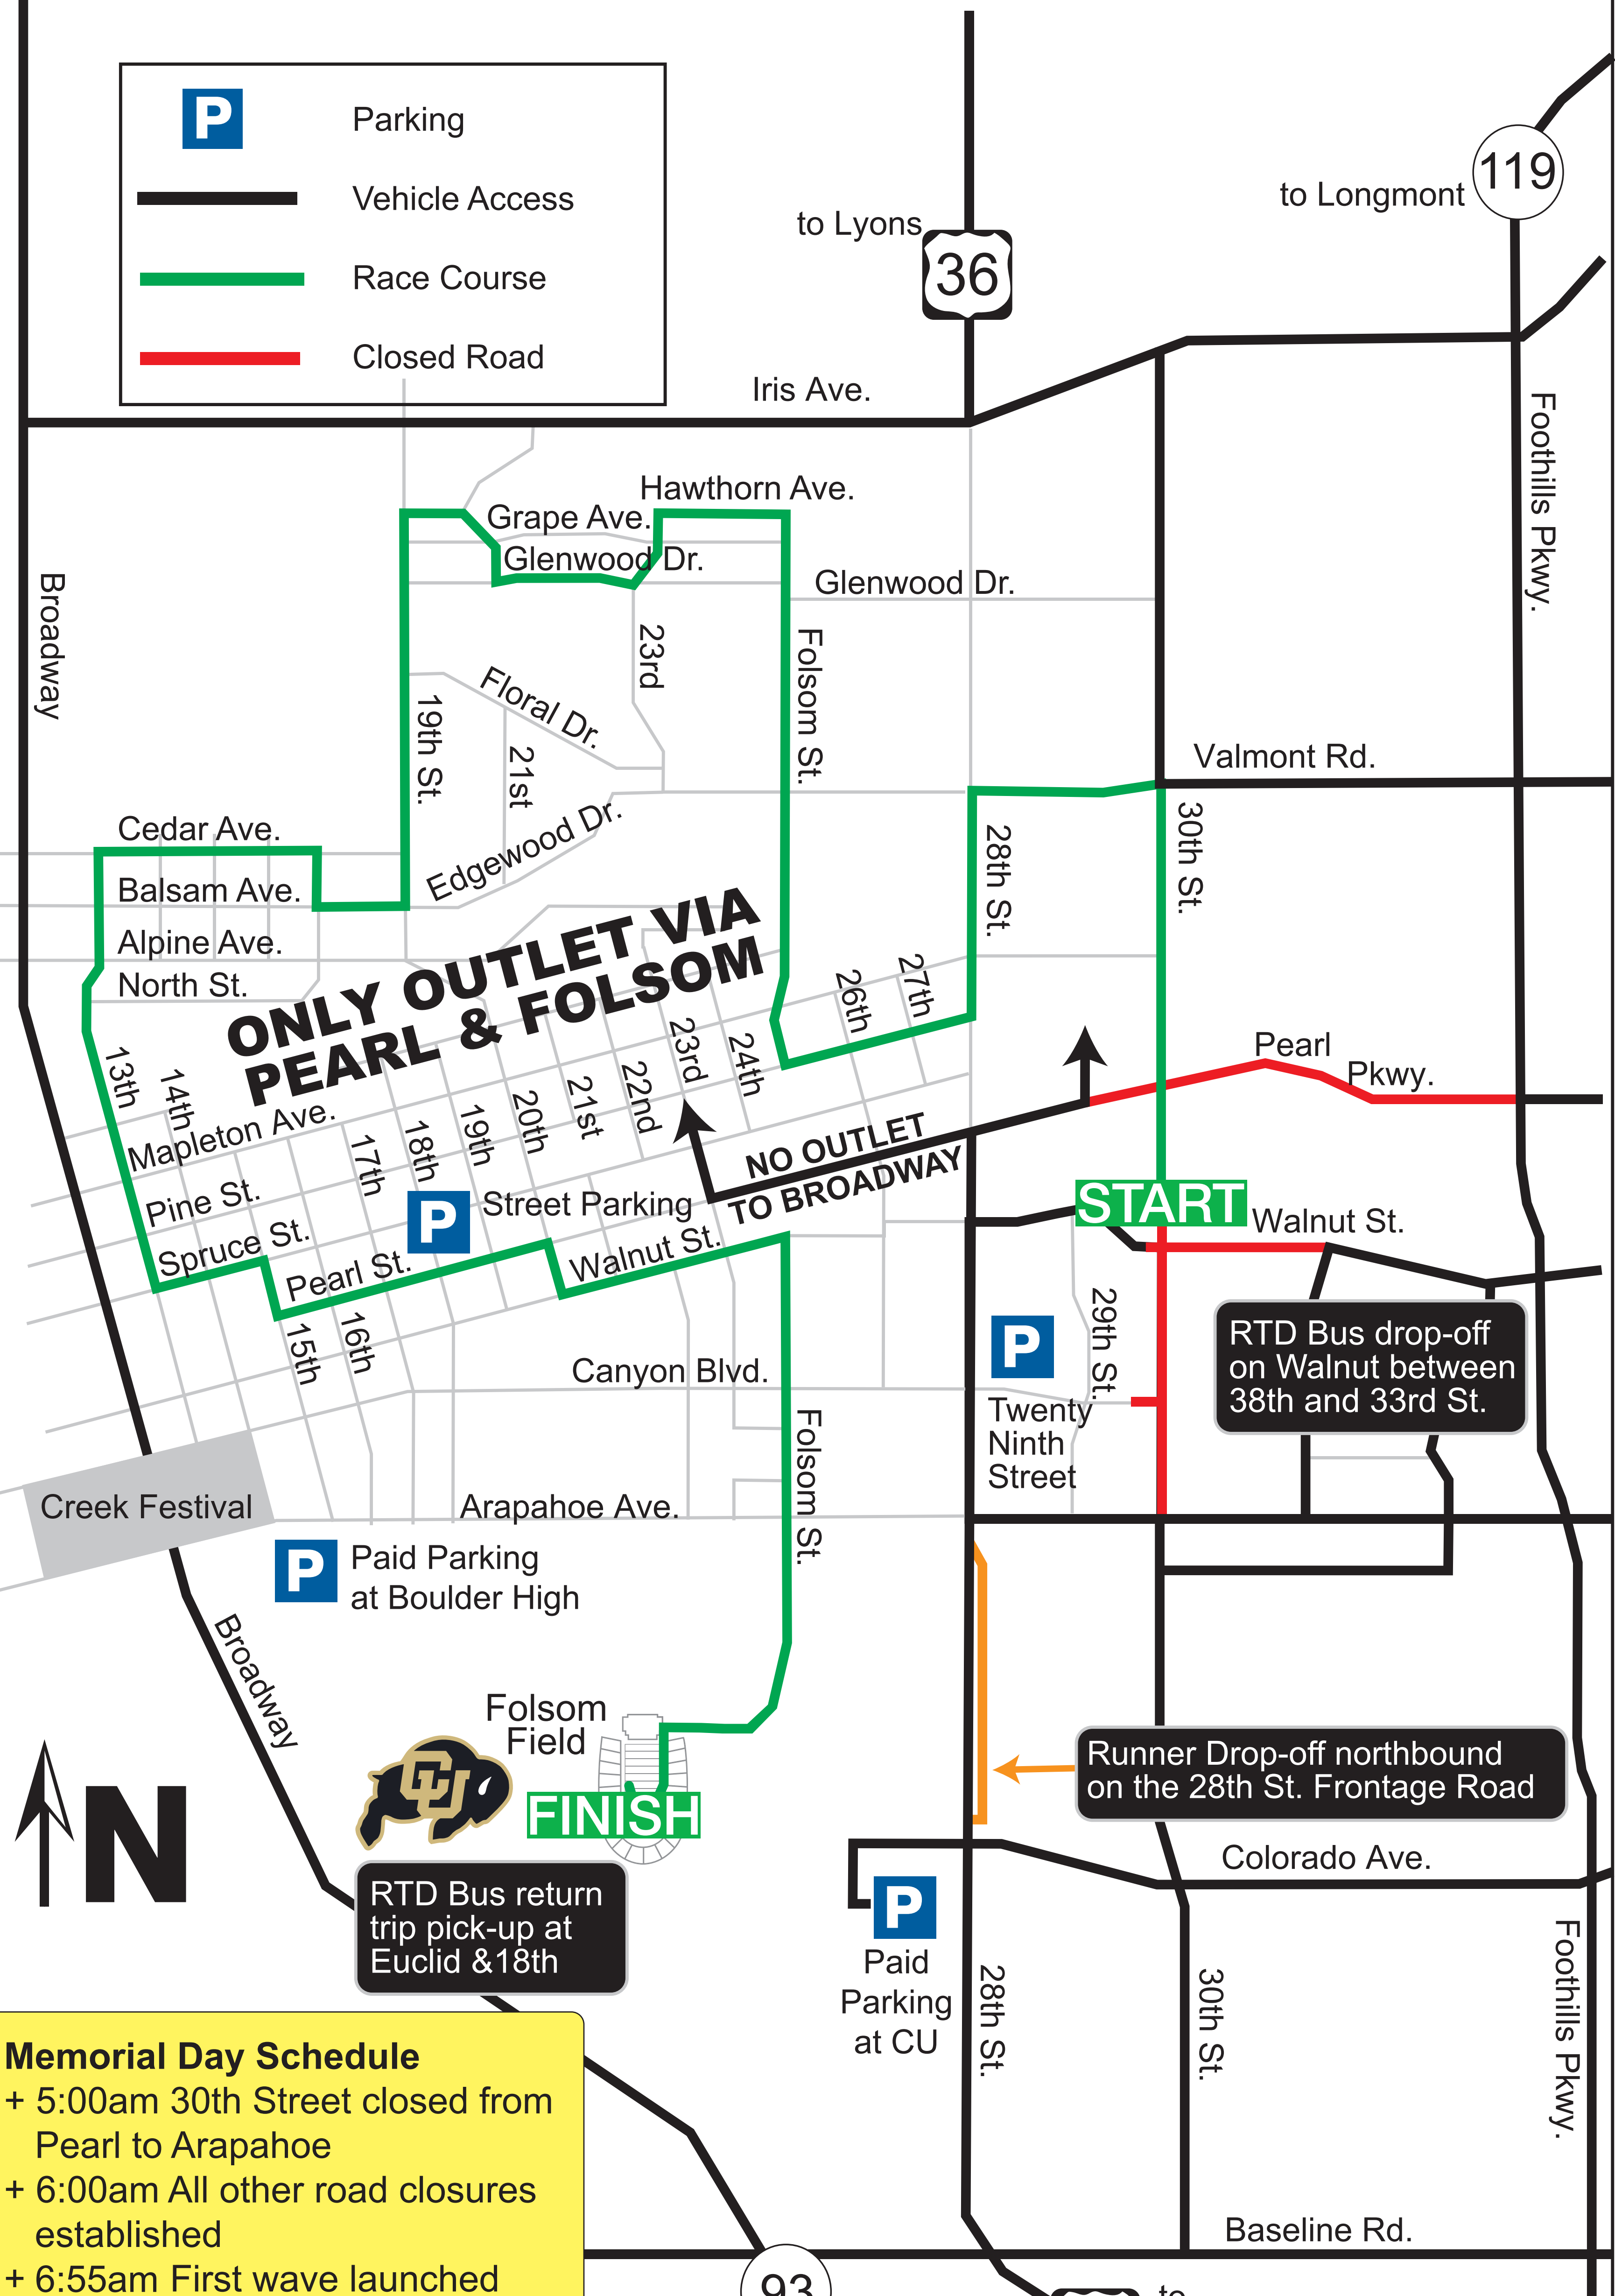 P Parking
Vehicle Access
Race Course
Closed Road
to Lyons
36
to Longmont
119
Iris Ave.
Foothills Pkwy.
Hawthorn Ave.
Grape Ave.
Glenwood Dr.
Glenwood Dr.
Broadway
23rd
Folsom St.
Floral Dr.
19th St.
21st
Valmont Rd.
Edgewood Dr.
Cedar Ave.
Balsam Ave.
Alpine Ave.
North St.
28th St.
30th St.
ONLY OUTLET VIA
PEARL & FOLSOM
26th
27th
13th
14th
Mapleton Ave.
17th
18th
19th
20th
21st
22nd
23rd
24th
Pearl
Pkwy.
NO OUTLET
TO BROADWAY
Pine St.
Spruce St.
Pearl St.
P Street Parking
Walnut St.
START
Walnut St.
15th
16th
29th St.
P
Twenty
Ninth
Street
RTD Bus drop-off
on Walnut between
38th and 33rd St.
Canyon Blvd.
Folsom St.
Creek Festival
Arapahoe Ave.
P Paid Parking
at Boulder High
Broadway
Folsom
Field
CU
FINISH
Runner Drop-off northbound
on the 28th St. Frontage Road
N
RTD Bus return
trip pick-up at
Euclid &18th
Colorado Ave.
P
Paid
Parking
at CU
28th St.
30th St.
Foothills Pkwy.
Memorial Day Schedule
+ 5:00am 30th Street closed from
Pearl to Arapahoe
+ 6:00am All other road closures
established
+ 6:55am First wave launched
Baseline Rd.
93
to